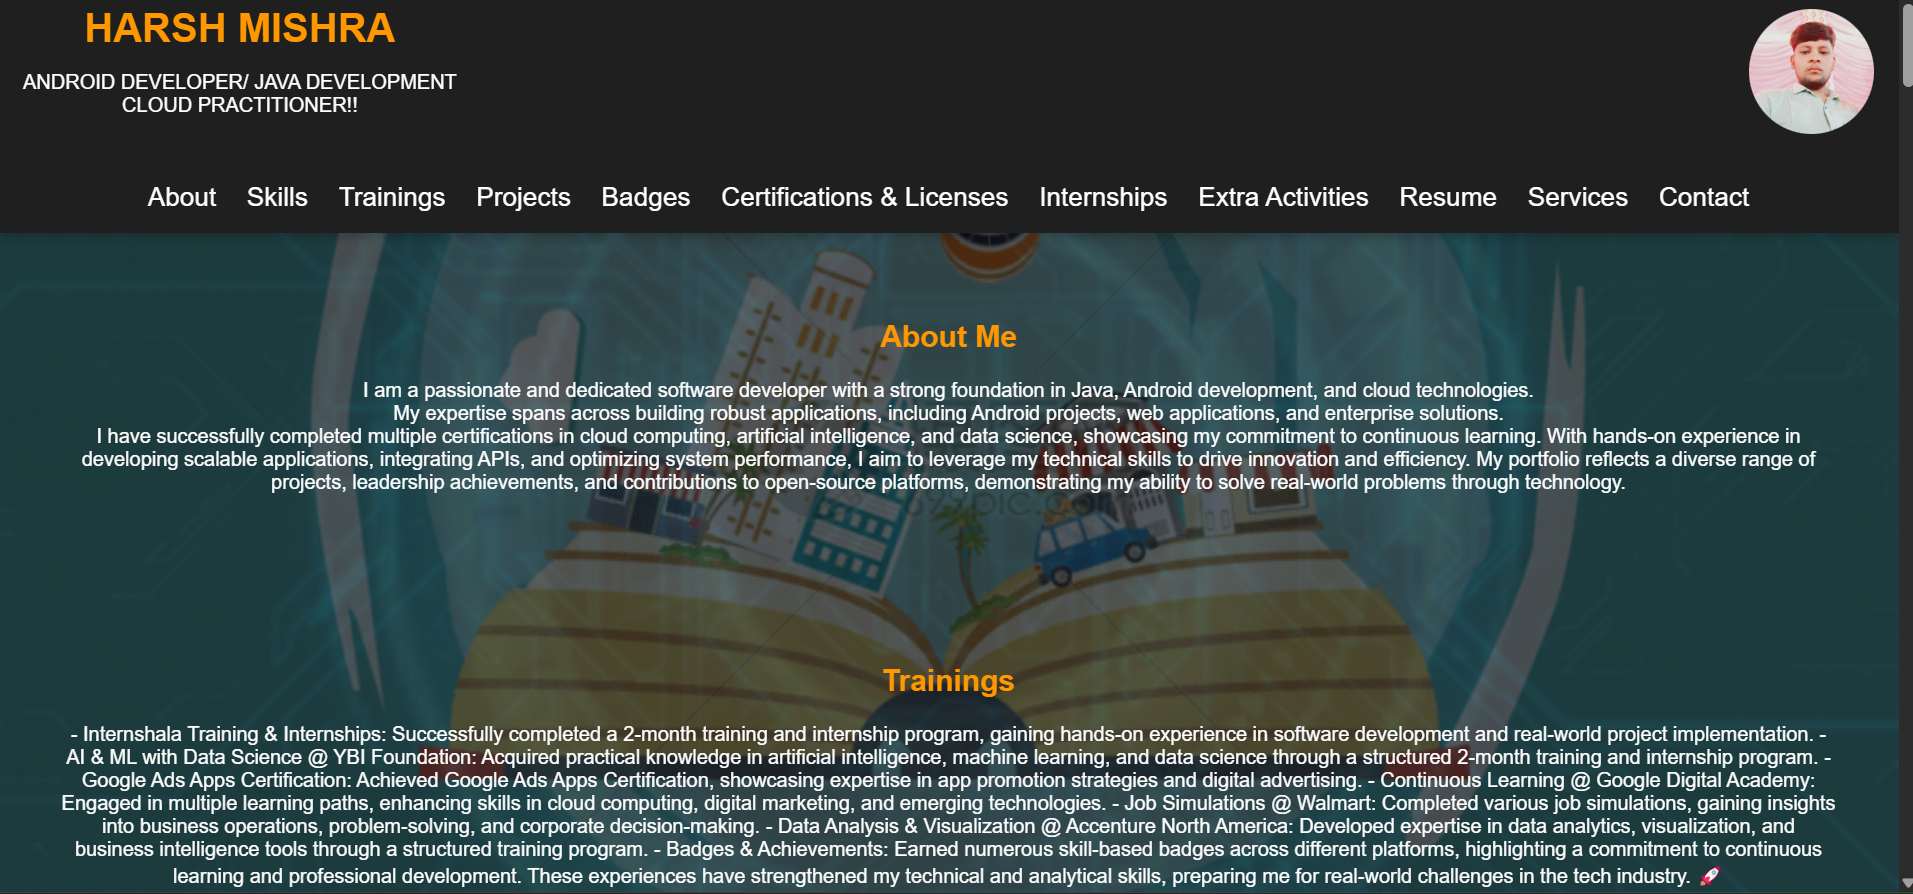 HARSH MISHRA
ANDROID DEVELOPER/ JAVA DEVELOPMENT
CLOUD PRACTITIONER!!
About Skills Trainings Projects Badges Certifications & Licenses Internships Extra Activities Resume Services Contact
About Me
I am a passionate and dedicated software developer with a strong foundation in Java, Android development, and cloud technologies.
My expertise spans across building robust applications, including Android projects, web applications, and enterprise solutions.
I have successfully completed multiple certifications in cloud computing, artificial intelligence, and data science, showcasing my commitment to continuous learning. With hands-on experience in
developing scalable applications, integrating APIs, and optimizing system performance, I aim to leverage my technical skills to drive innovation and efficiency. My portfolio reflects a diverse range of
projects, leadership achievements, and contributions to open-source platforms, demonstrating my ability to solve real-world problems through technology.
Trainings
- Internshala Training & Internships: Successfully completed a 2-month training and internship program, gaining hands-on experience in software development and real-world project implementation. -
AI & ML with Data Science @ YBI Foundation: Acquired practical knowledge in artificial intelligence, machine learning, and data science through a structured 2-month training and internship program. -
Google Ads Apps Certification: Achieved Google Ads Apps Certification, showcasing expertise in app promotion strategies and digital advertising. - Continuous Learning @ Google Digital Academy:
Engaged in multiple learning paths, enhancing skills in cloud computing, digital marketing, and emerging technologies. - Job Simulations @ Walmart: Completed various job simulations, gaining insights
into business operations, problem-solving, and corporate decision-making. - Data Analysis & Visualization @ Accenture North America: Developed expertise in data analytics, visualization, and
business intelligence tools through a structured training program. - Badges & Achievements: Earned numerous skill-based badges across different platforms, highlighting a commitment to continuous
learning and professional development. These experiences have strengthened my technical and analytical skills, preparing me for real-world challenges in the tech industry. 🚀